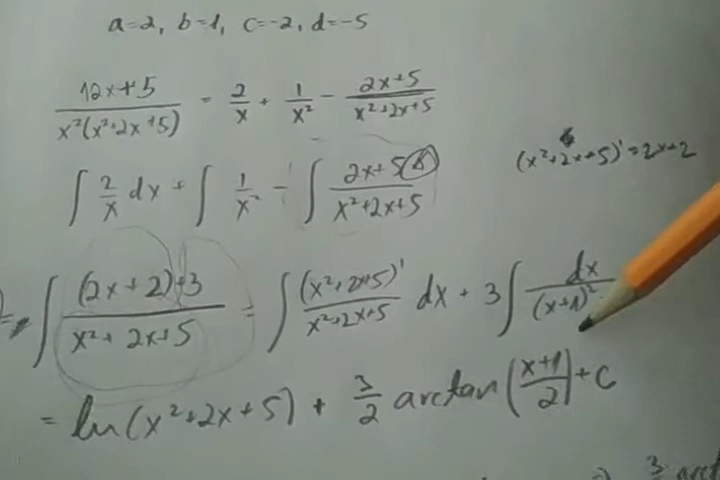 a=2, b=1, c=-2, d=-5
(12x+5)/(x²(x²+2x+5)) = 2/x + 1/x² - (2x+5)/(x²+2x+5)
∫ 2/x dx + ∫ 1/x² - ∫ (2x+5)/(x²+2x+5)
(x²+2x+5)' = 2x+2
= ∫ ((2x+2)+3)/(x²+2x+5) = ∫ (x²+2x+5)'/(x²+2x+5) dx + 3 ∫ dx/(x+1)²
= ln(x²+2x+5) + 3/2 arctan((x+1)/2) + C